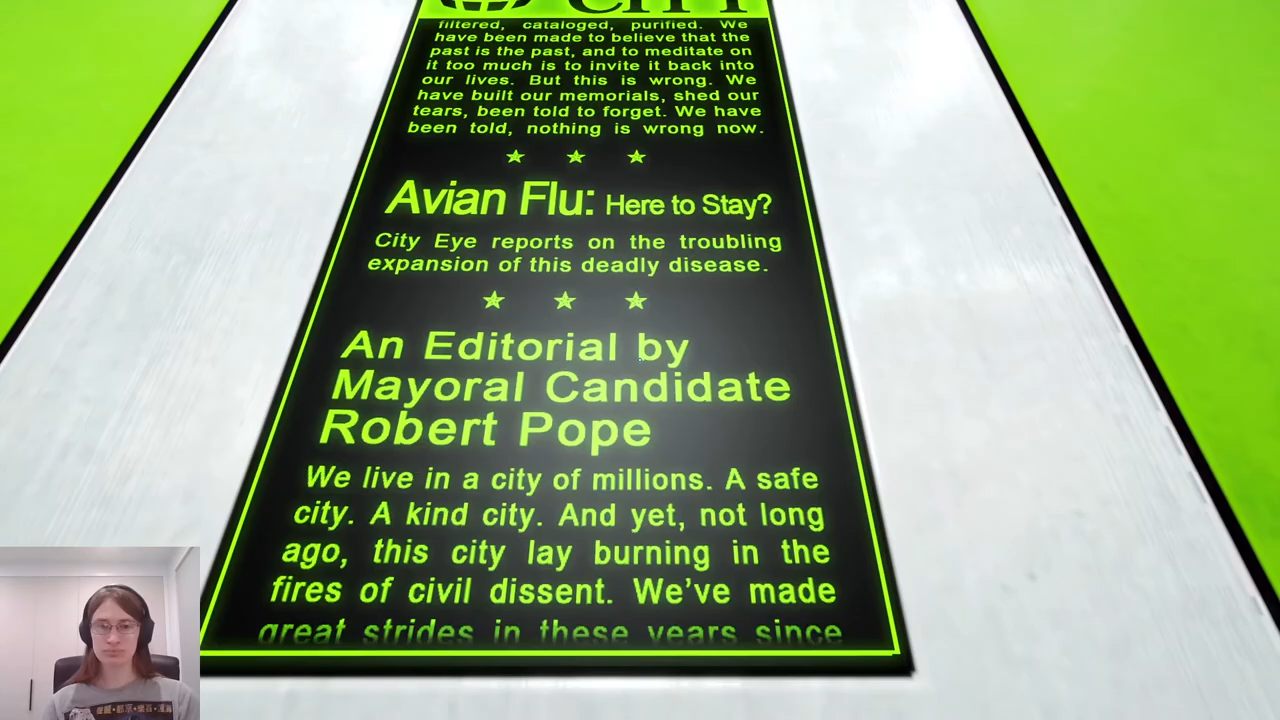 CITY
filtered, cataloged, purified. We
have been made to believe that the
past is the past, and to meditate on
it too much is to invite it back into
our lives. But this is wrong. We
have built our memorials, shed our
tears, been told to forget. We have
been told, nothing is wrong now.
Avian Flu: Here to Stay?
City Eye reports on the troubling
expansion of this deadly disease.
An Editorial by
Mayoral Candidate
Robert Pope
We live in a city of millions. A safe
city. A kind city. And yet, not long
ago, this city lay burning in the
fires of civil dissent. We've made
great strides in these years since